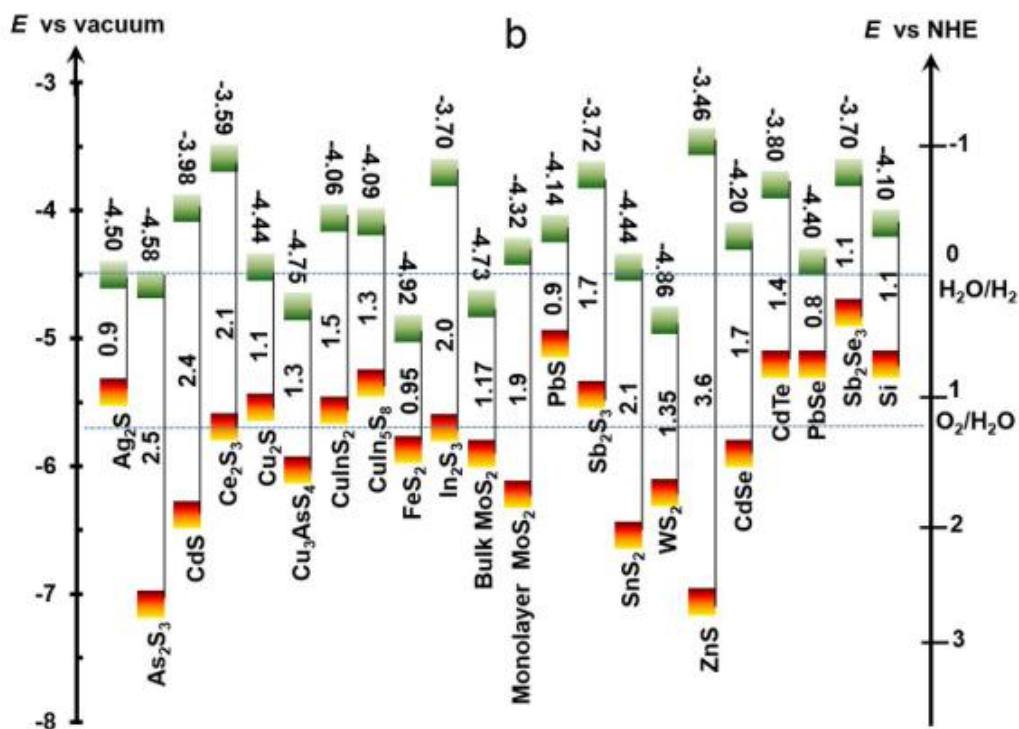 E vs vacuum
b
E vs NHE
-3
-4
-5
-6
-7
-8
-4.50
0.9
Ag2S
-4.58
2.5
As2S3
-3.98
2.4
CdS
-3.59
2.1
Ce2S3
-4.44
1.1
Cu2S
-4.75
1.3
Cu3AsS4
-4.06
1.5
CuInS2
-4.09
1.3
CuIn5S8
-4.92
0.95
FeS2
-3.70
2.0
In2S3
-4.73
1.17
Bulk MoS2
-4.32
1.9
Monolayer MoS2
-4.14
0.9
PbS
-3.72
1.7
Sb2S3
-4.44
2.1
SnS2
-4.86
1.35
WS2
-3.46
3.6
ZnS
-4.20
1.7
CdSe
-3.80
1.4
CdTe
-4.40
0.8
PbSe
-3.70
1.1
Sb2Se3
-4.10
1.1
Si
-1
0
H2O/H2
1
O2/H2O
2
3